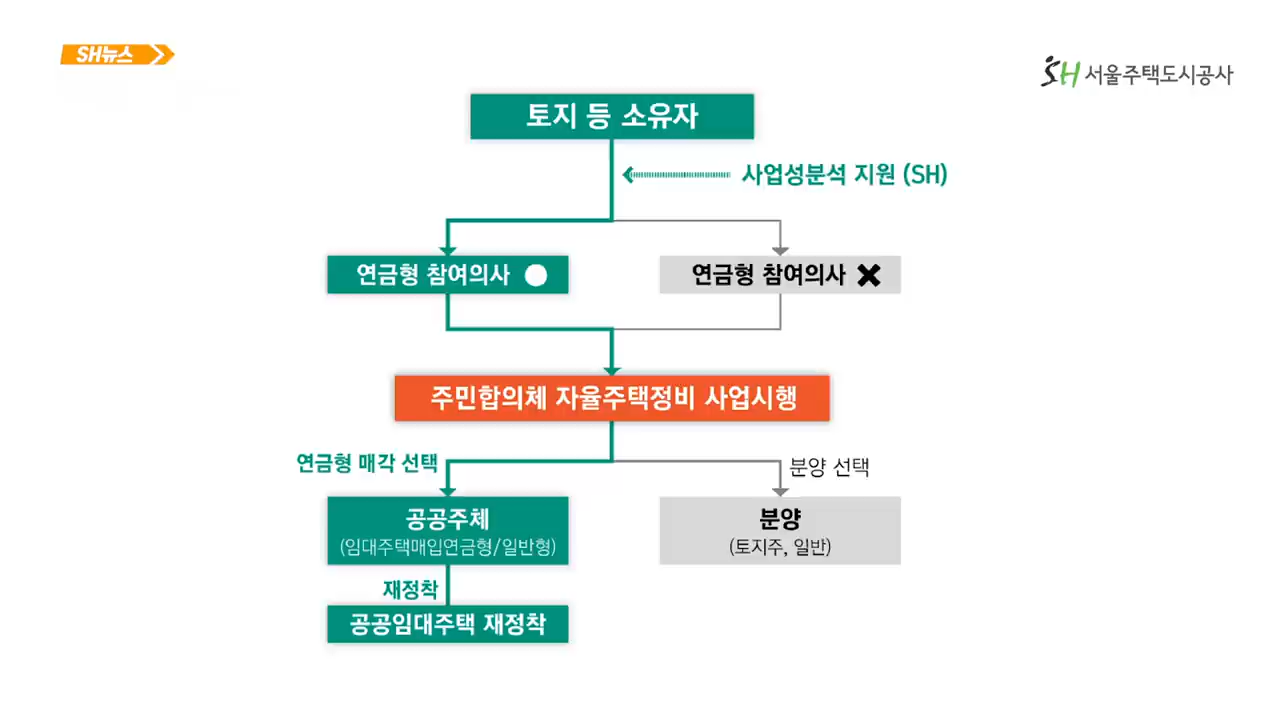 SH뉴스
SH 서울주택도시공사
토지 등 소유자
사업성분석 지원 (SH)
연금형 참여의사
연금형 참여의사
주민합의체 자율주택정비 사업시행
연금형 매각 선택
분양 선택
공공주체
(임대주택매입연금형/일반형)
분양
(토지주, 일반)
재정착
공공임대주택 재정착